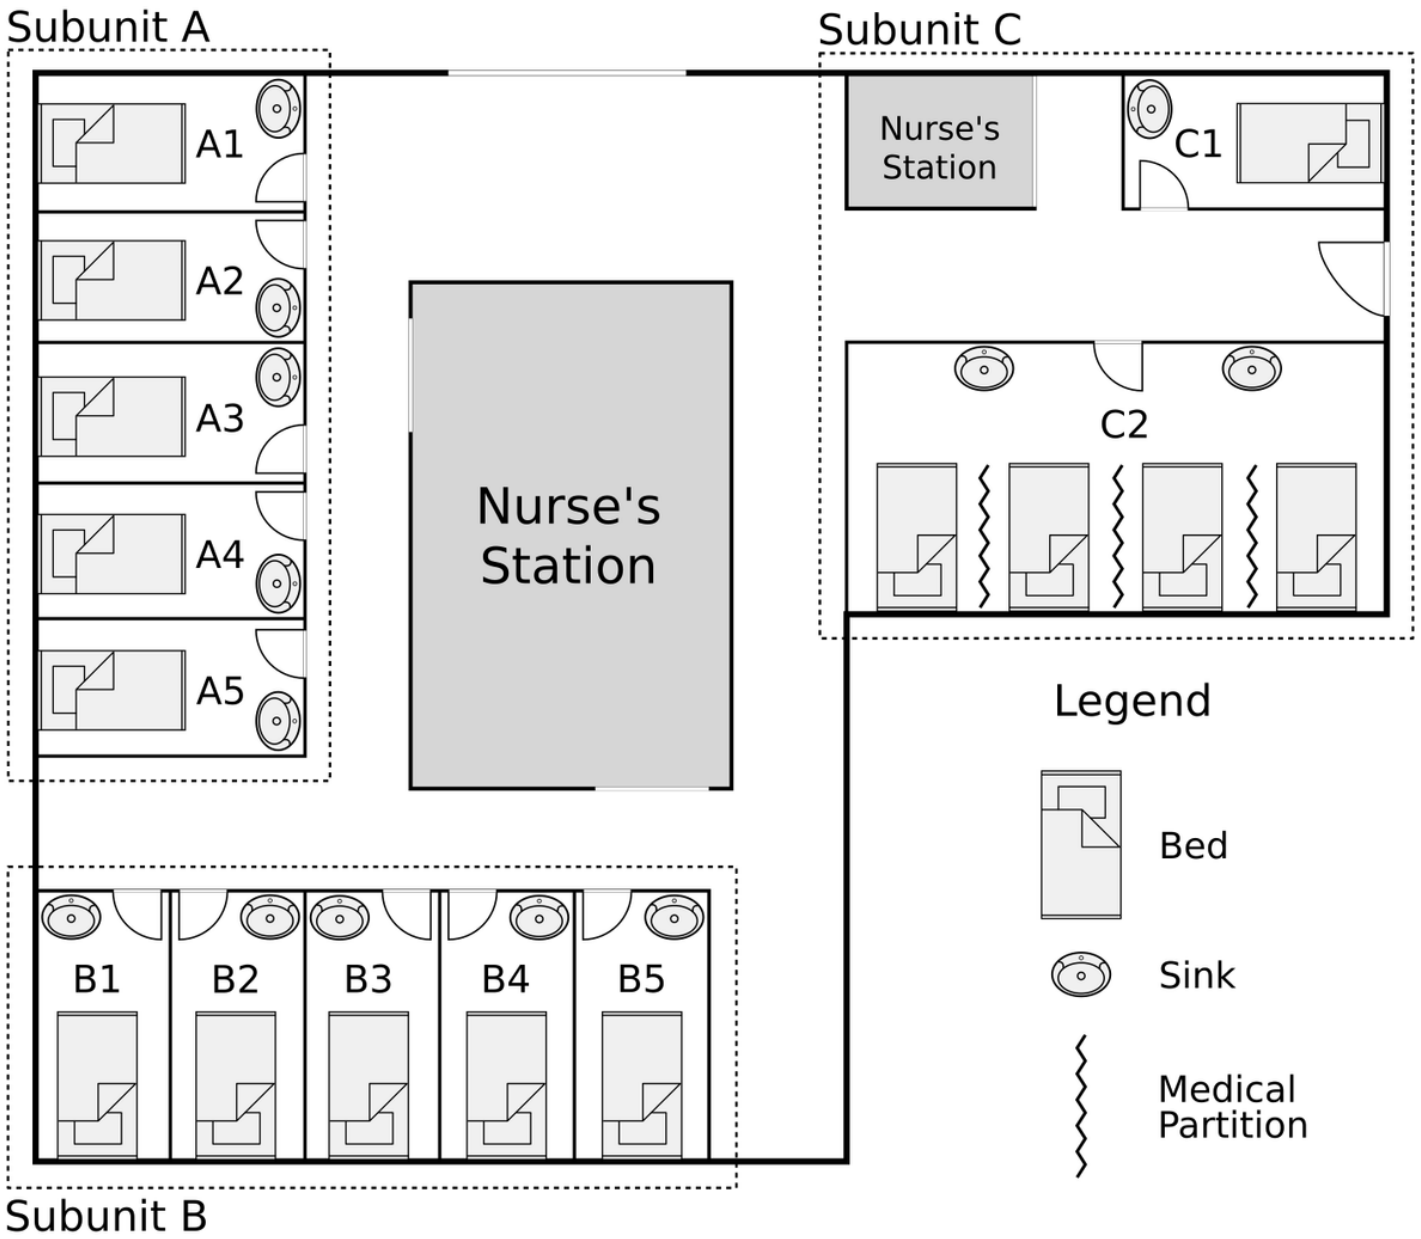 Subunit A
Subunit C
A1
A2
A3
A4
A5
Nurse's
Station
Nurse's
Station
C1
C2
B1
B2
B3
B4
B5
Subunit B
Legend
Bed
Sink
Medical
Partition